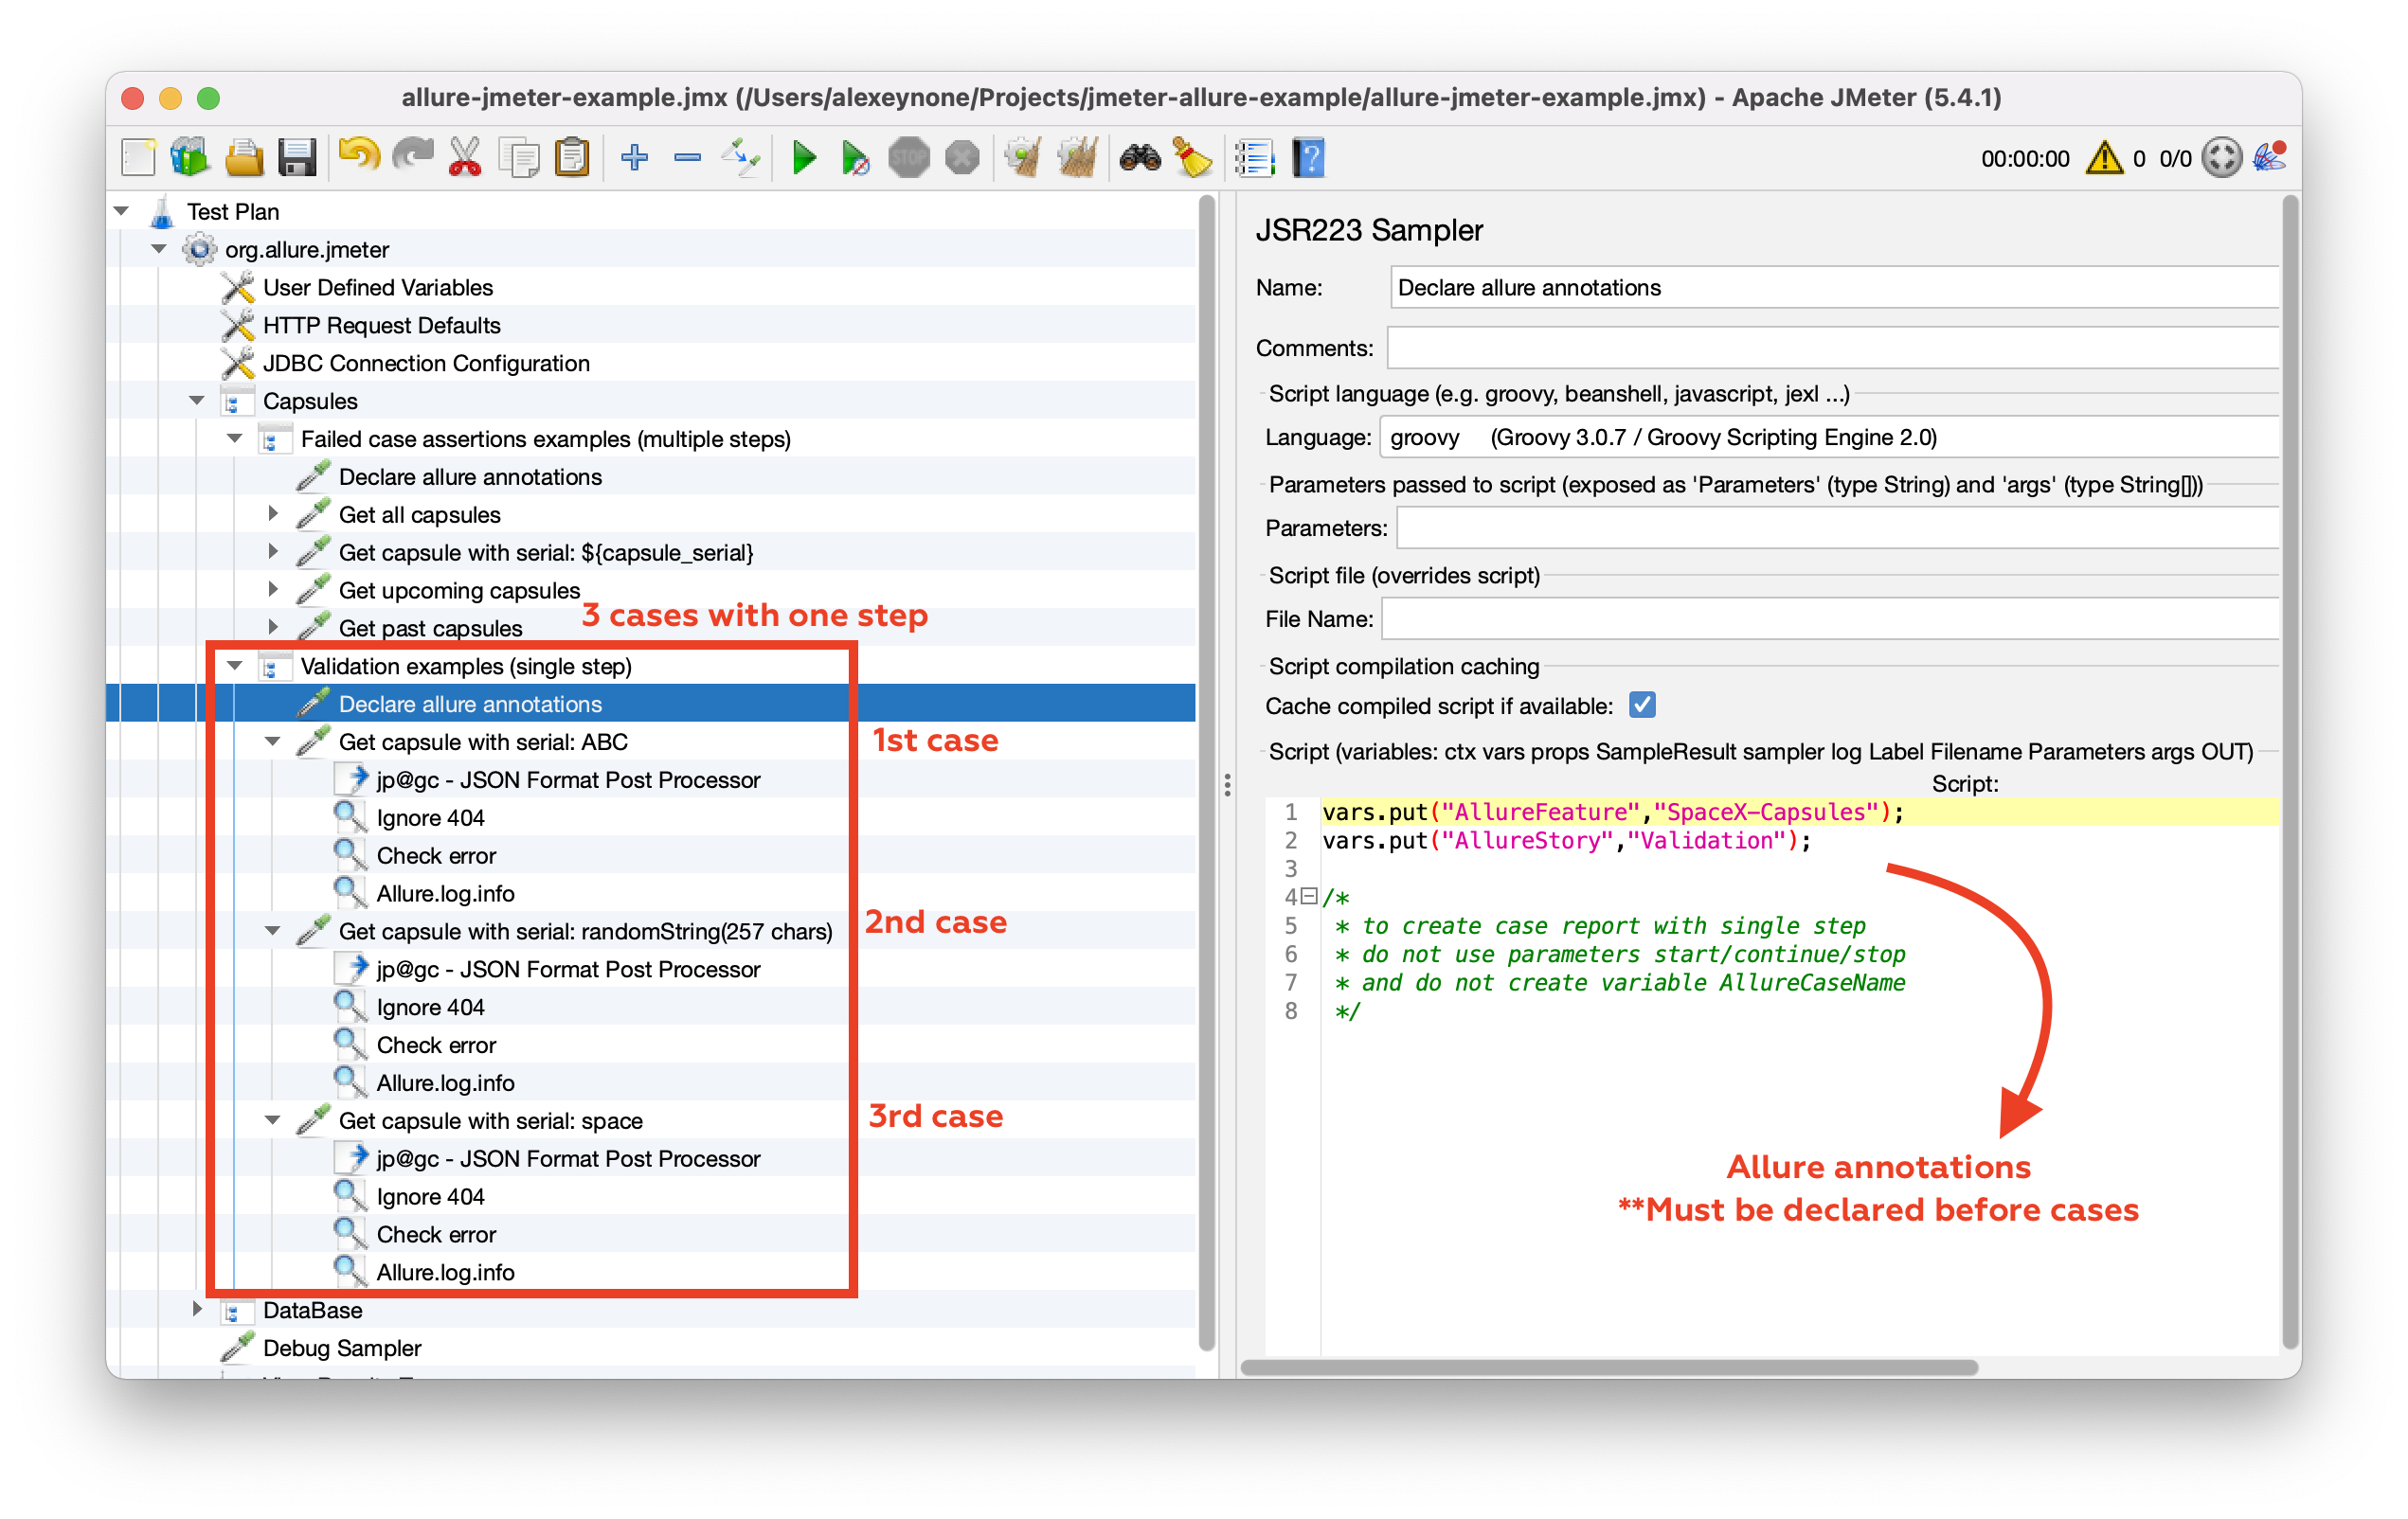 allure-jmeter-example.jmx (/Users/alexeynone/Projects/jmeter-allure-example/allure-jmeter-example.jmx) - Apache JMeter (5.4.1)
STOP
00:00:00 0 0/0
Test Plan
org.allure.jmeter
User Defined Variables
HTTP Request Defaults
JDBC Connection Configuration
Capsules
Failed case assertions examples (multiple steps)
Declare allure annotations
Get all capsules
Get capsule with serial: ${capsule_serial}
Get upcoming capsules
3 cases with one step
Get past capsules
Validation examples (single step)
Declare allure annotations
Get capsule with serial: ABC
1st case
jp@gc - JSON Format Post Processor
Ignore 404
Check error
Allure.log.info
Get capsule with serial: randomString(257 chars)
2nd case
jp@gc - JSON Format Post Processor
Ignore 404
Check error
Allure.log.info
Get capsule with serial: space
3rd case
jp@gc - JSON Format Post Processor
Ignore 404
Check error
Allure.log.info
DataBase
Debug Sampler
JSR223 Sampler
Name: Declare allure annotations
Comments:
Script language (e.g. groovy, beanshell, javascript, jexl ...)
Language: groovy (Groovy 3.0.7 / Groovy Scripting Engine 2.0)
Parameters passed to script (exposed as 'Parameters' (type String) and 'args' (type String[]))
Parameters:
Script file (overrides script)
File Name:
Script compilation caching
Cache compiled script if available:
Script (variables: ctx vars props SampleResult sampler log Label Filename Parameters args OUT)
Script:
1 vars.put("AllureFeature","SpaceX-Capsules");
2 vars.put("AllureStory","Validation");
3
4 /*
5 * to create case report with single step
6 * do not use parameters start/continue/stop
7 * and do not create variable AllureCaseName
8 */
Allure annotations
**Must be declared before cases